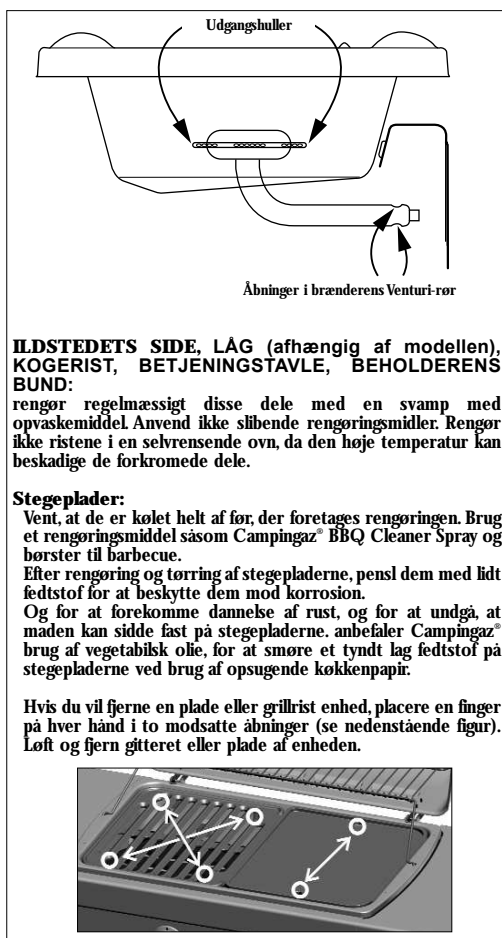 Udgangshuller
Åbninger i brænderens Venturi-rør
ILDSTEDETS SIDE, LÅG (afhængig af modellen),
KOGERIST, BETJENINGSTAVLE, BEHOLDERENS
BUND:
rengør regelmæssigt disse dele med en svamp med
opvaskemiddel. Anvend ikke slibende rengøringsmidler. Rengør
ikke ristene i en selvrensende ovn, da den høje temperatur kan
beskadige de forkromede dele.
Stegeplader:
Vent, at de er kølet helt af før, der foretages rengøringen. Brug
et rengøringsmiddel såsom Campingaz® BBQ Cleaner Spray og
børster til barbecue.
Efter rengøring og tørring af stegepladerne, pensl dem med lidt
fedtstof for at beskytte dem mod korrosion.
Og for at forekomme dannelse af rust, og for at undgå, at
maden kan sidde fast på stegepladerne. anbefaler Campingaz®
brug af vegetabilsk olie, for at smøre et tyndt lag fedtstof på
stegepladerne ved brug af opsugende køkkenpapir.
Hvis du vil fjerne en plade eller grillrist enhed, placere en finger
på hver hånd i to modsatte åbninger (se nedenstående figur).
Løft og fjern gitteret eller plade af enheden.